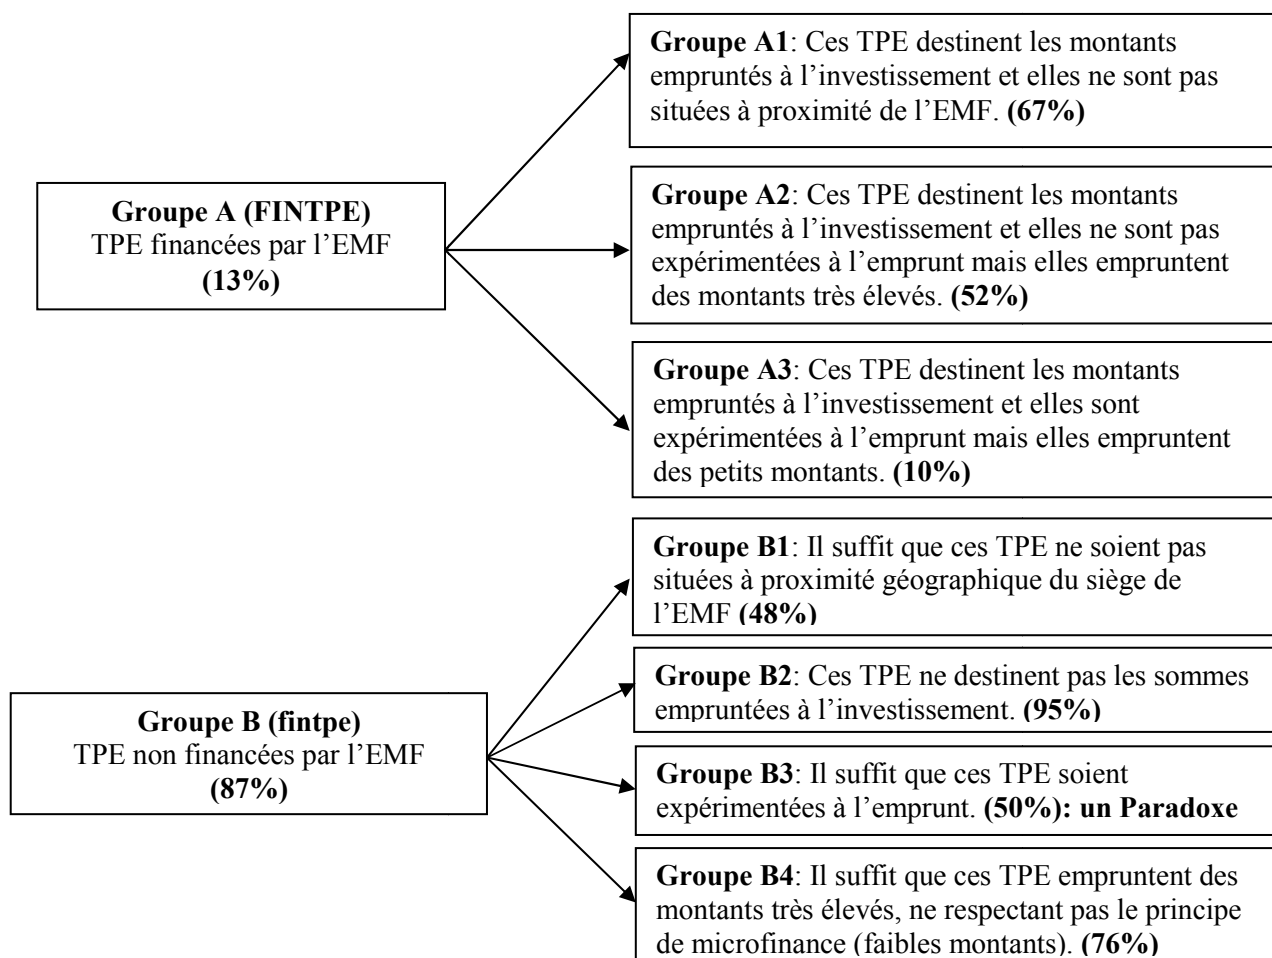 Groupe A1: Ces TPE destinent les montants
empruntés à l’investissement et elles ne sont pas
situées à proximité de l’EMF. (67%)
Groupe A (FINTPE)
TPE financées par l’EMF
(13%)
Groupe A2: Ces TPE destinent les montants
empruntés à l’investissement et elles ne sont pas
expérimentées à l’emprunt mais elles empruntent
des montants très élevés. (52%)
Groupe A3: Ces TPE destinent les montants
empruntés à l’investissement et elles sont
expérimentées à l’emprunt mais elles empruntent
des petits montants. (10%)
Groupe B1: Il suffit que ces TPE ne soient pas
situées à proximité géographique du siège de
l’EMF (48%)
Groupe B2: Ces TPE ne destinent pas les sommes
empruntées à l’investissement. (95%)
Groupe B (fintpe)
TPE non financées par l’EMF
(87%)
Groupe B3: Il suffit que ces TPE soient
expérimentées à l’emprunt. (50%): un Paradoxe
Groupe B4: Il suffit que ces TPE empruntent des
montants très élevés, ne respectant pas le principe
de microfinance (faibles montants). (76%)